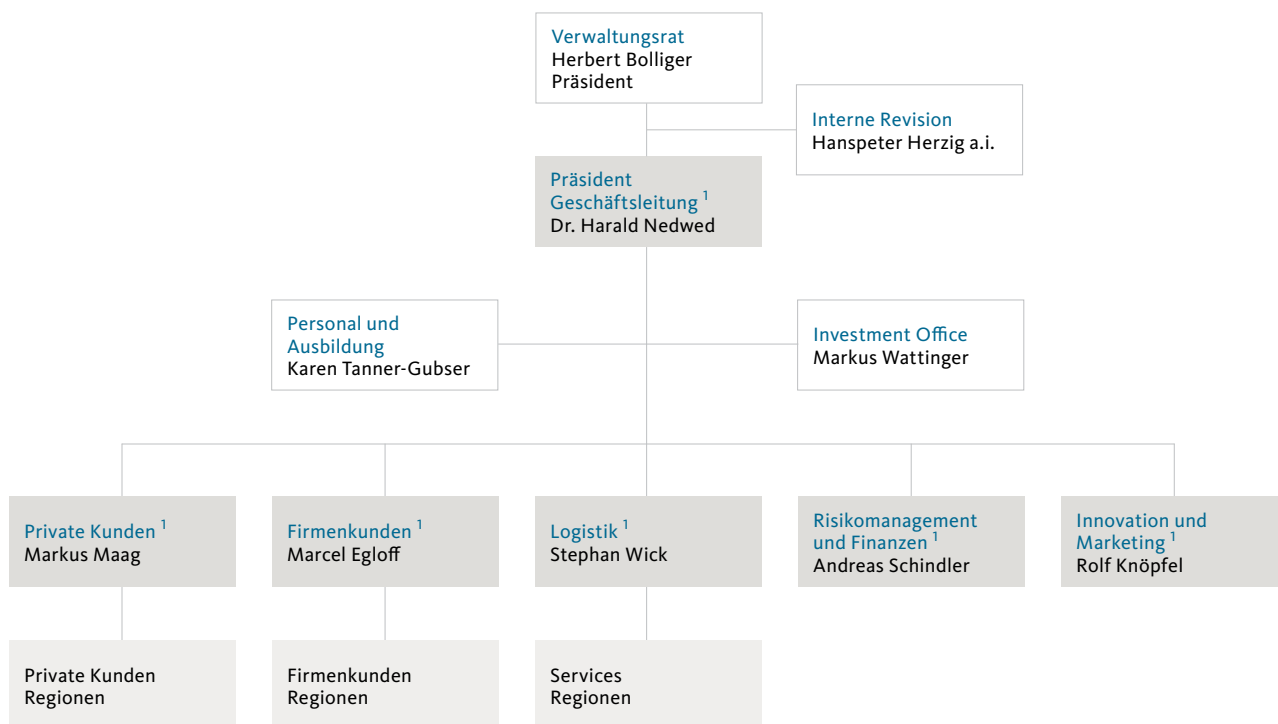 Verwaltungsrat
Herbert Bolliger
Präsident
Interne Revision
Hanspeter Herzig a.i.
Präsident
Geschäftsleitung ¹
Dr. Harald Nedwed
Personal und
Ausbildung
Karen Tanner-Gubser
Investment Office
Markus Wattinger
Private Kunden ¹
Markus Maag
Firmenkunden ¹
Marcel Egloff
Logistik ¹
Stephan Wick
Risikomanagement
und Finanzen ¹
Andreas Schindler
Innovation und
Marketing ¹
Rolf Knöpfel
Private Kunden
Regionen
Firmenkunden
Regionen
Services
Regionen